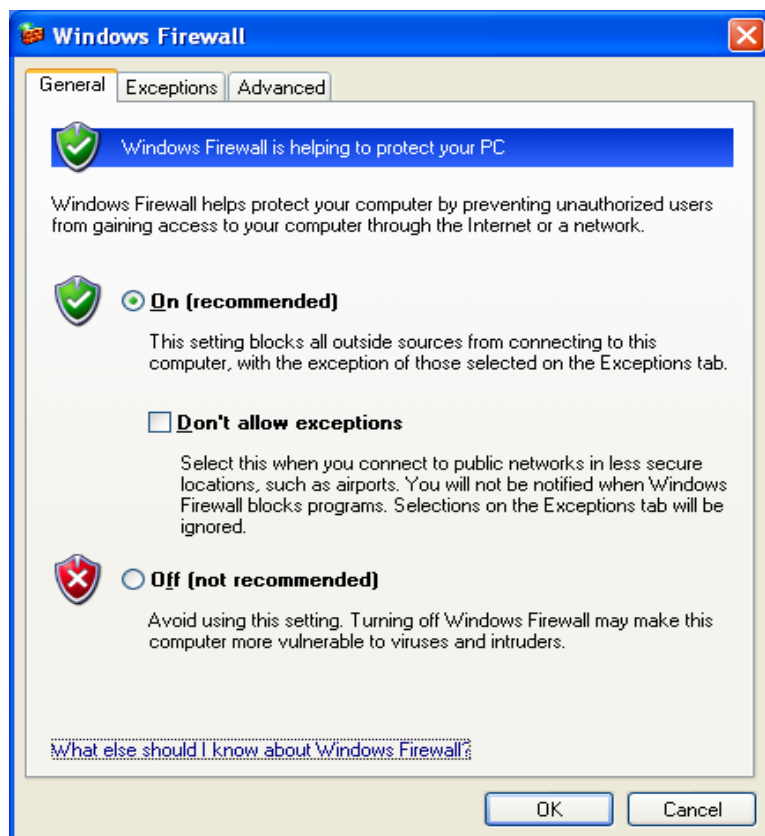 Windows Firewall
General
Exceptions
Advanced
Windows Firewall is helping to protect your PC
Windows Firewall helps protect your computer by preventing unauthorized users
from gaining access to your computer through the Internet or a network.
On (recommended)
This setting blocks all outside sources from connecting to this
computer, with the exception of those selected on the Exceptions tab.
Don't allow exceptions
Select this when you connect to public networks in less secure
locations, such as airports. You will not be notified when Windows
Firewall blocks programs. Selections on the Exceptions tab will be
ignored.
Off (not recommended)
Avoid using this setting. Turning off Windows Firewall may make this
computer more vulnerable to viruses and intruders.
What else should I know about Windows Firewall?
OK
Cancel